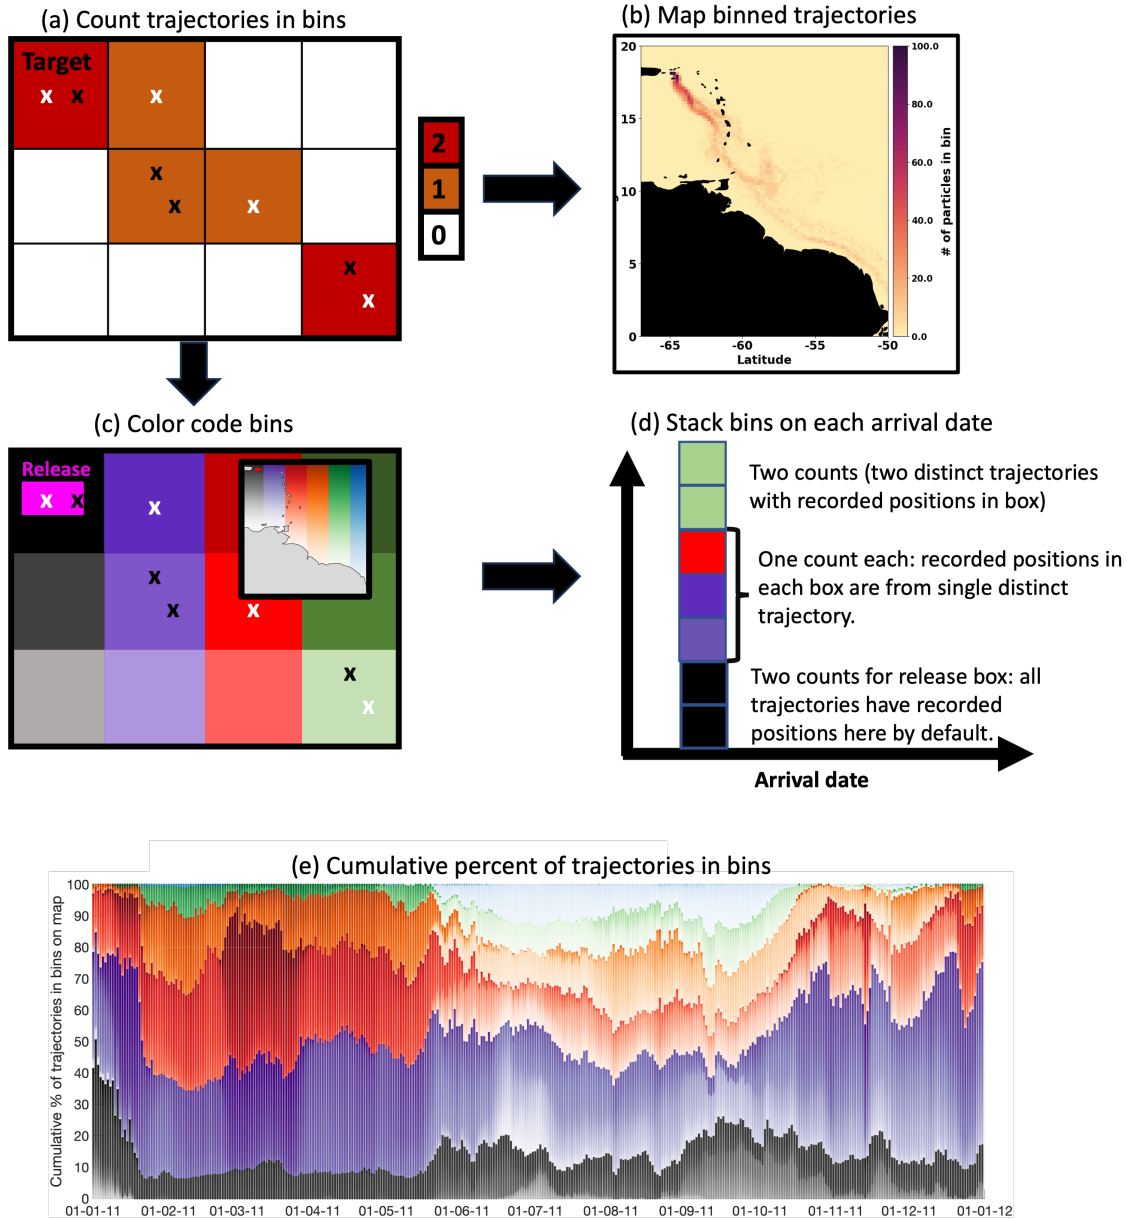 (a) Count trajectories in bins
Target
x x x
x
x x
x
x
2
1
0
(b) Map binned trajectories
20
15
10
5
0
-65 -60 -55 -50
Latitude
100.0
80.0
60.0
40.0
20.0
0.0
# of particles in bin
(c) Color code bins
Release
x x x
x
x x
x
x
(d) Stack bins on each arrival date
Two counts (two distinct trajectories
with recorded positions in box)
One count each: recorded positions in
each box are from single distinct
trajectory.
Two counts for release box: all
trajectories have recorded
positions here by default.
Arrival date
(e) Cumulative percent of trajectories in bins
Cumulative % of trajectories in bins on map
100
90
80
70
60
50
40
30
20
10
0
01-01-11 01-02-11 01-03-11 01-04-11 01-05-11 01-06-11 01-07-11 01-08-11 01-09-11 01-10-11 01-11-11 01-12-11 01-01-12